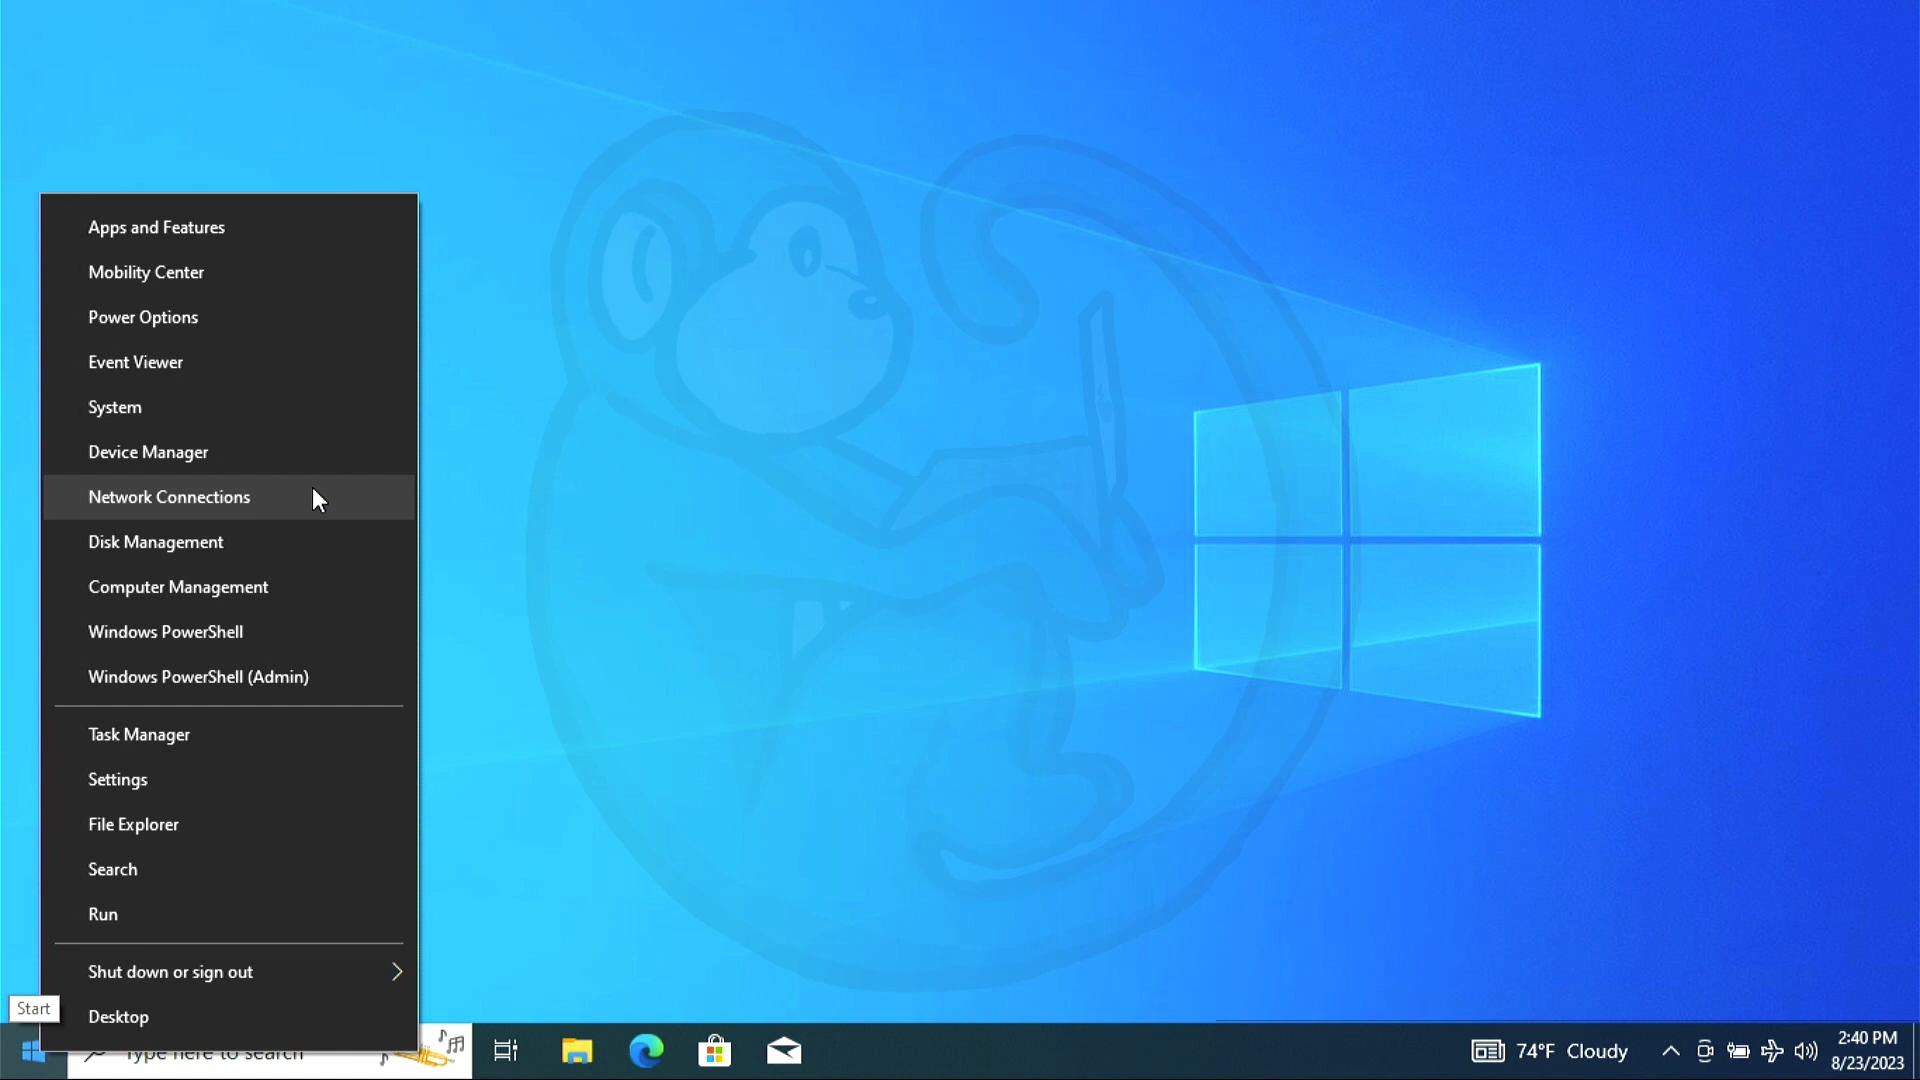 Apps and Features
Mobility Center
Power Options
Event Viewer
System
Device Manager
Network Connections
Disk Management
Computer Management
Windows PowerShell
Windows PowerShell (Admin)
Task Manager
Settings
File Explorer
Search
Run
Shut down or sign out
Desktop
Start
Type here to search
74°F Cloudy
2:40 PM
8/23/2023